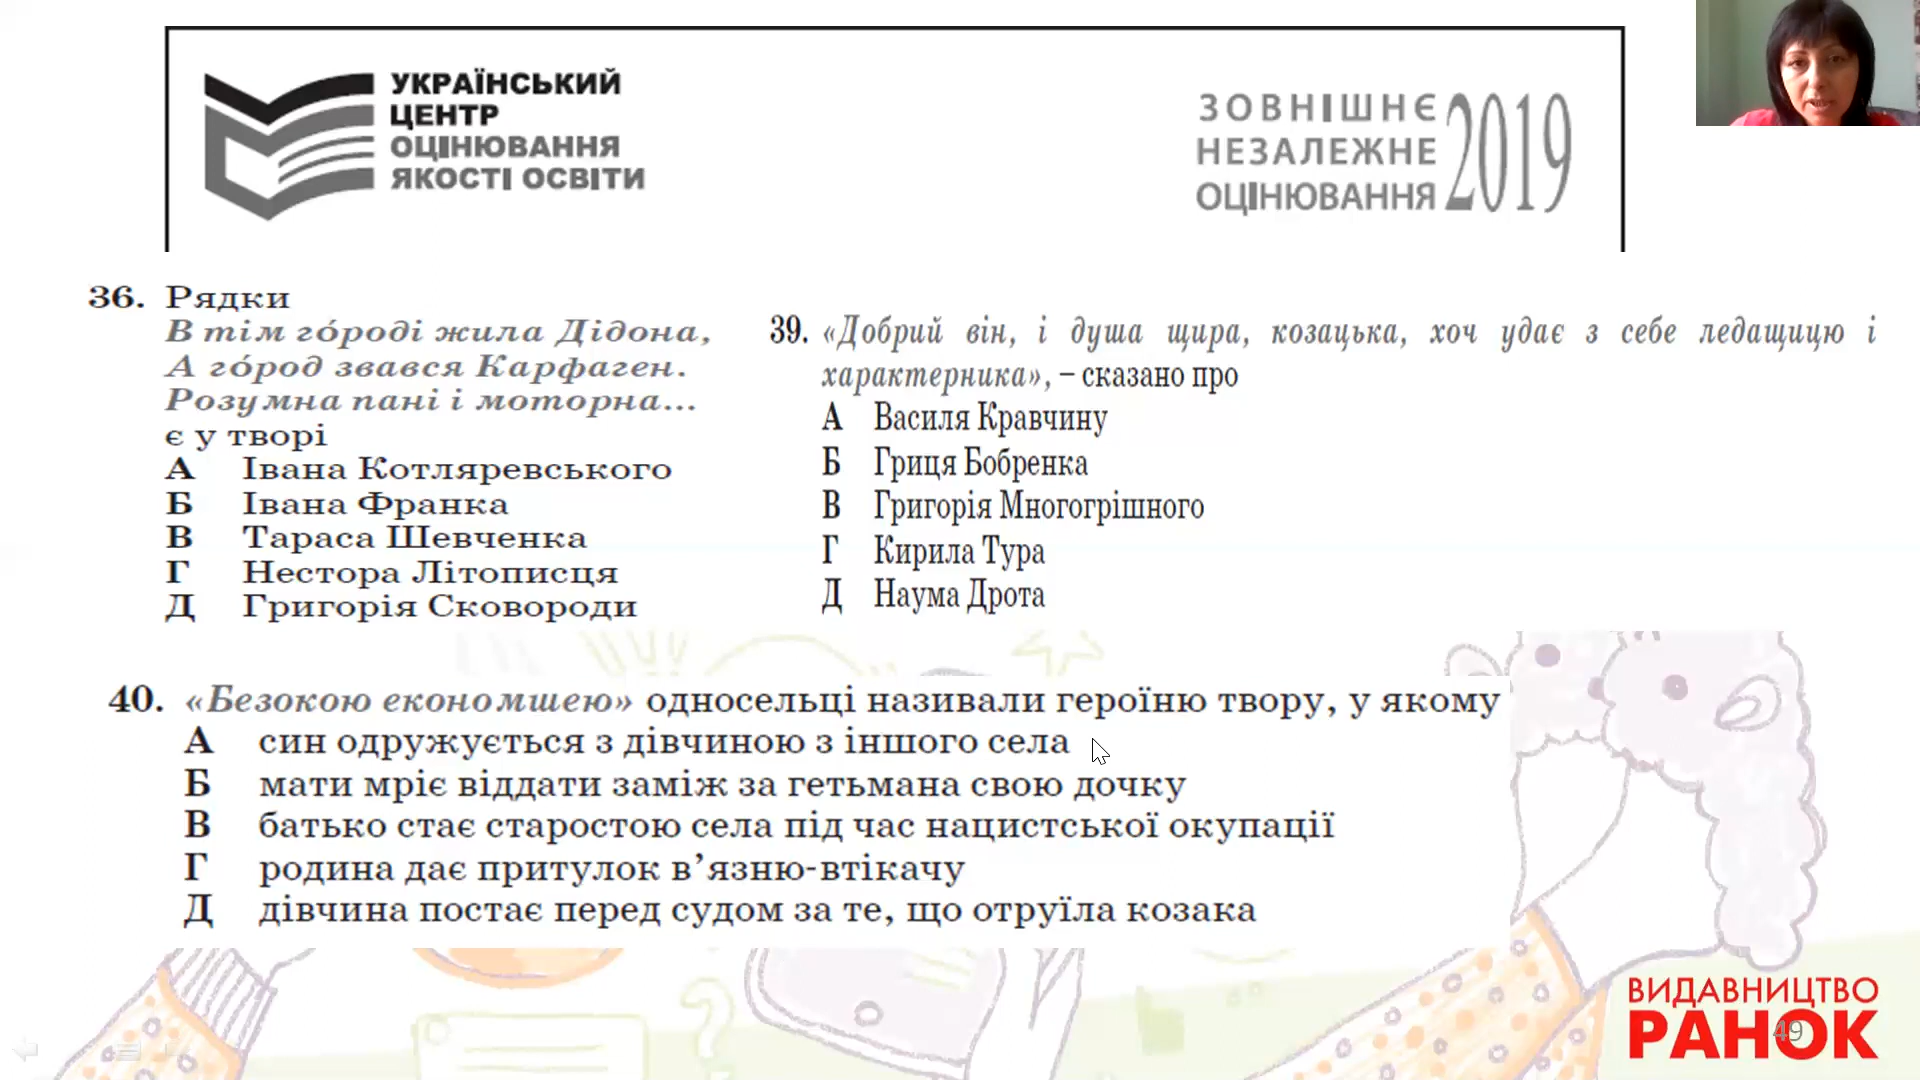 УКРАЇНСЬКИЙ
ЦЕНТР
ОЦІНЮВАННЯ
ЯКОСТІ ОСВІТИ
ЗОВНІШНЄ
НЕЗАЛЕЖНЕ
ОЦІНЮВАННЯ
2019
36. Рядки
В тім го́роді жила Дідона,
А го́род звався Карфаген.
Розумна пані і моторна...
є у творі
А Івана Котляревського
Б Івана Франка
В Тараса Шевченка
Г Нестора Літописця
Д Григорія Сковороди
39. «Добрий він, і душа щира, козацька, хоч удає з себе ледащицю і
характерника», – сказано про
А Василя Кравчину
Б Гриця Бобренка
В Григорія Многогрішного
Г Кирила Тура
Д Наума Дрота
40. «Безокою економшею» односельці називали героїню твору, у якому
А син одружується з дівчиною з іншого села
Б мати мріє віддати заміж за гетьмана свою дочку
В батько стає старостою села під час нацистської окупації
Г родина дає притулок в’язню-втікачу
Д дівчина постає перед судом за те, що отруїла козака
ВИДАВНИЦТВО
РАНОК
49